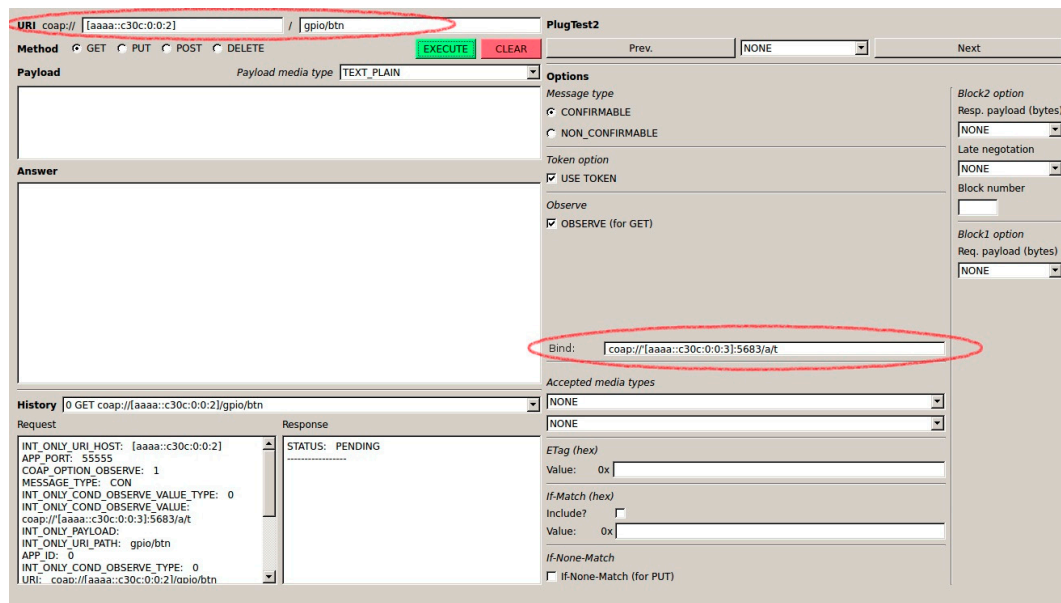 URI coap:// [aaaa::c30c:0:0:2] / gpio/btn
Method GET PUT POST DELETE EXECUTE CLEAR
Payload Payload media type TEXT_PLAIN
Answer
History 0 GET coap://[aaaa::c30c:0:0:2]/gpio/btn
Request Response
INT_ONLY_URI_HOST: [aaaa::c30c:0:0:2]
APP_PORT: 55555
COAP_OPTION_OBSERVE: 1
MESSAGE_TYPE: CON
INT_ONLY_COND_OBSERVE_VALUE_TYPE: 0
INT_ONLY_COND_OBSERVE_VALUE:
coap://'[aaaa::c30c:0:0:3]:5683/a/t
INT_ONLY_PAYLOAD:
INT_ONLY_URI_PATH: gpio/btn
APP_ID: 0
INT_ONLY_COND_OBSERVE_TYPE: 0
URI: coap://[aaaa::c30c:0:0:2]/gpio/btn
STATUS: PENDING
-----------------
PlugTest2
Prev. NONE Next
Options
Message type
CONFIRMABLE
NON_CONFIRMABLE
Token option
USE TOKEN
Observe
OBSERVE (for GET)
Bind: coap://'[aaaa::c30c:0:0:3]:5683/a/t
Accepted media types
NONE
NONE
ETag (hex)
Value: 0x
If-Match (hex)
Include?
Value: 0x
If-None-Match
If-None-Match (for PUT)
Block2 option
Resp. payload (bytes)
NONE
Late negotation
NONE
Block number
Block1 option
Req. payload (bytes)
NONE